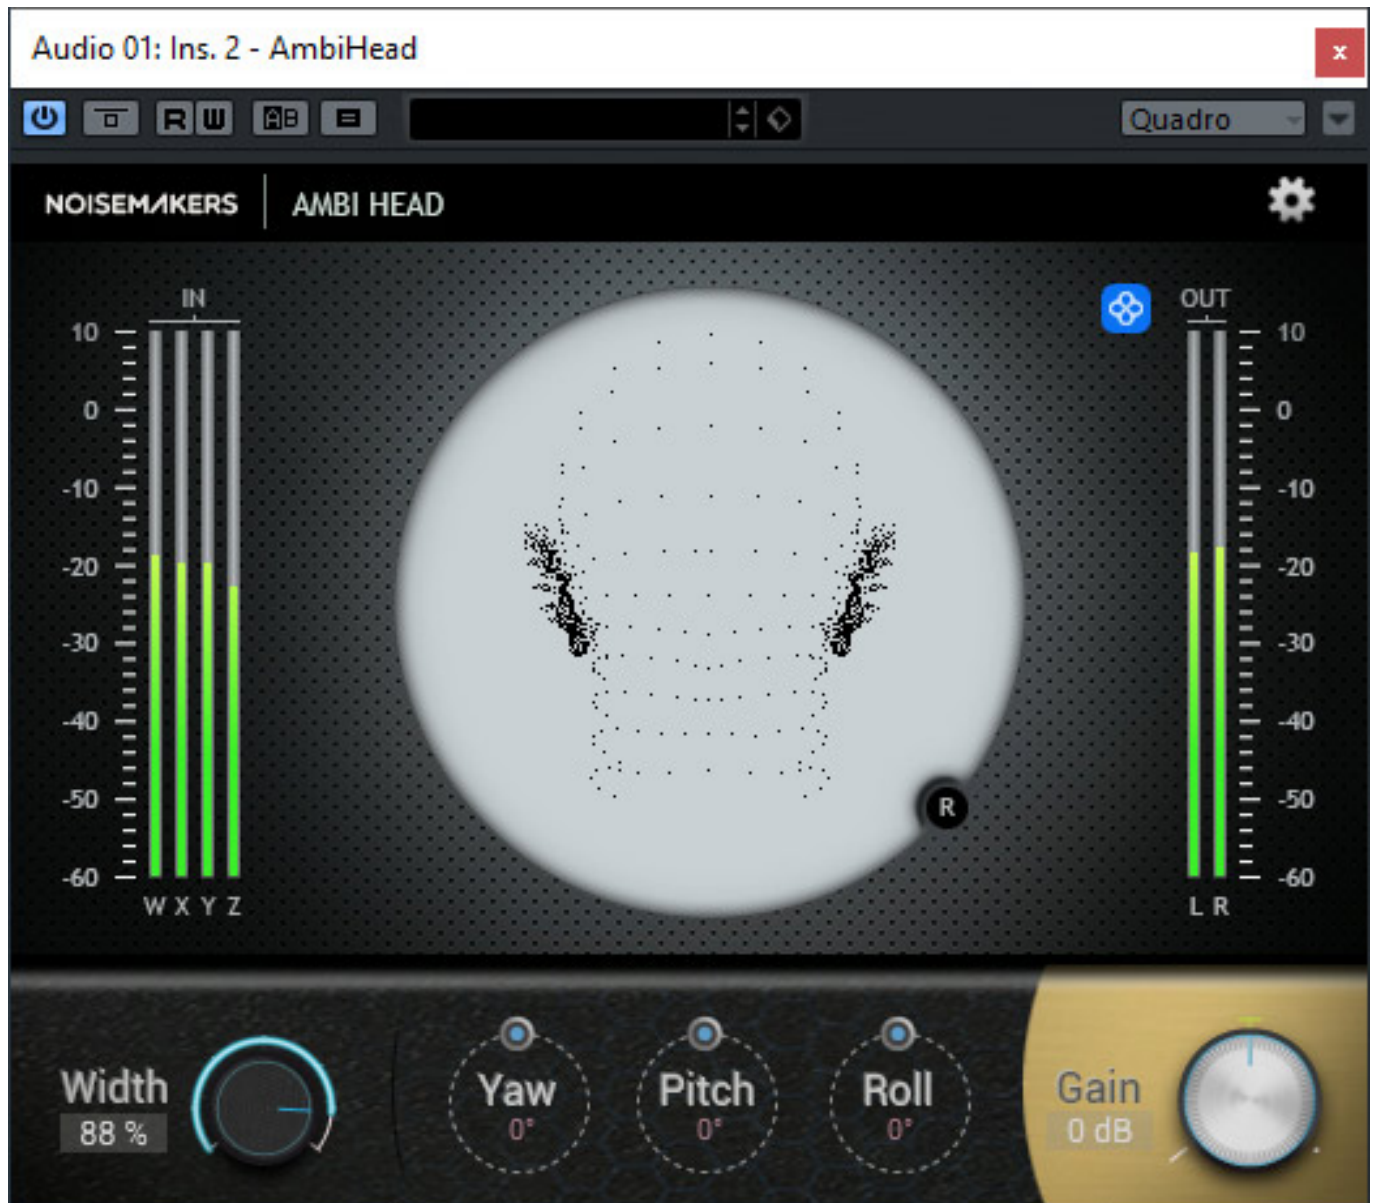 Audio 01: Ins. 2 - AmbiHead
x
R W AB Quadro
NOISEMAKERS AMBI HEAD
IN
OUT
10 10
0 0
-10 -10
-20 -20
-30 -30
-40 -40
-50 -50
R
-60 -60
W X Y Z
L R
Width
88 %
Yaw
0°
Pitch
0°
Roll
0°
Gain
0 dB